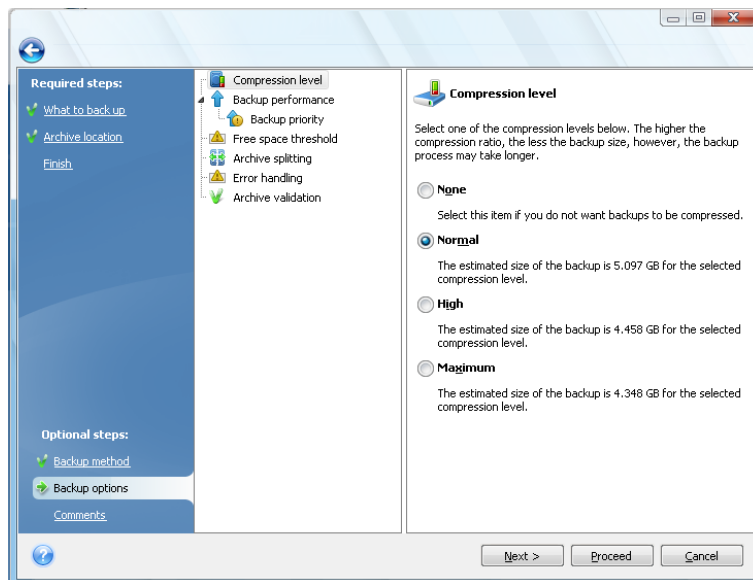 Required steps:
What to back up
Archive location
Finish
Optional steps:
Backup method
Backup options
Comments
Compression level
Backup performance
Backup priority
Free space threshold
Archive splitting
Error handling
Archive validation
Compression level
Select one of the compression levels below. The higher the
compression ratio, the less the backup size, however, the backup
process may take longer.
None
Select this item if you do not want backups to be compressed.
Normal
The estimated size of the backup is 5.097 GB for the selected
compression level.
High
The estimated size of the backup is 4.458 GB for the selected
compression level.
Maximum
The estimated size of the backup is 4.348 GB for the selected
compression level.
?
Next >
Proceed
Cancel